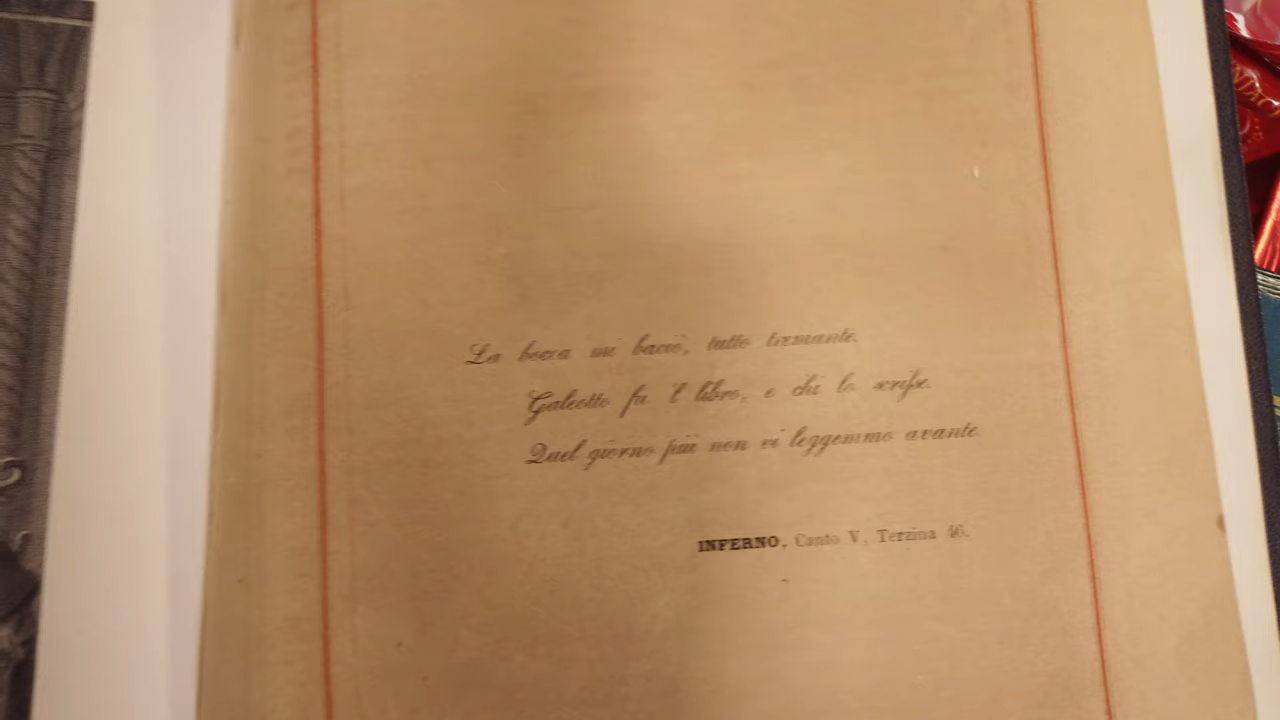 La bocca mi baciò, tutto tremante.
Galeotto fu 'l libro, e chi lo scrisse.
Quel giorno più non vi leggemmo avante.
INFERNO, Canto V, Terzina 46.